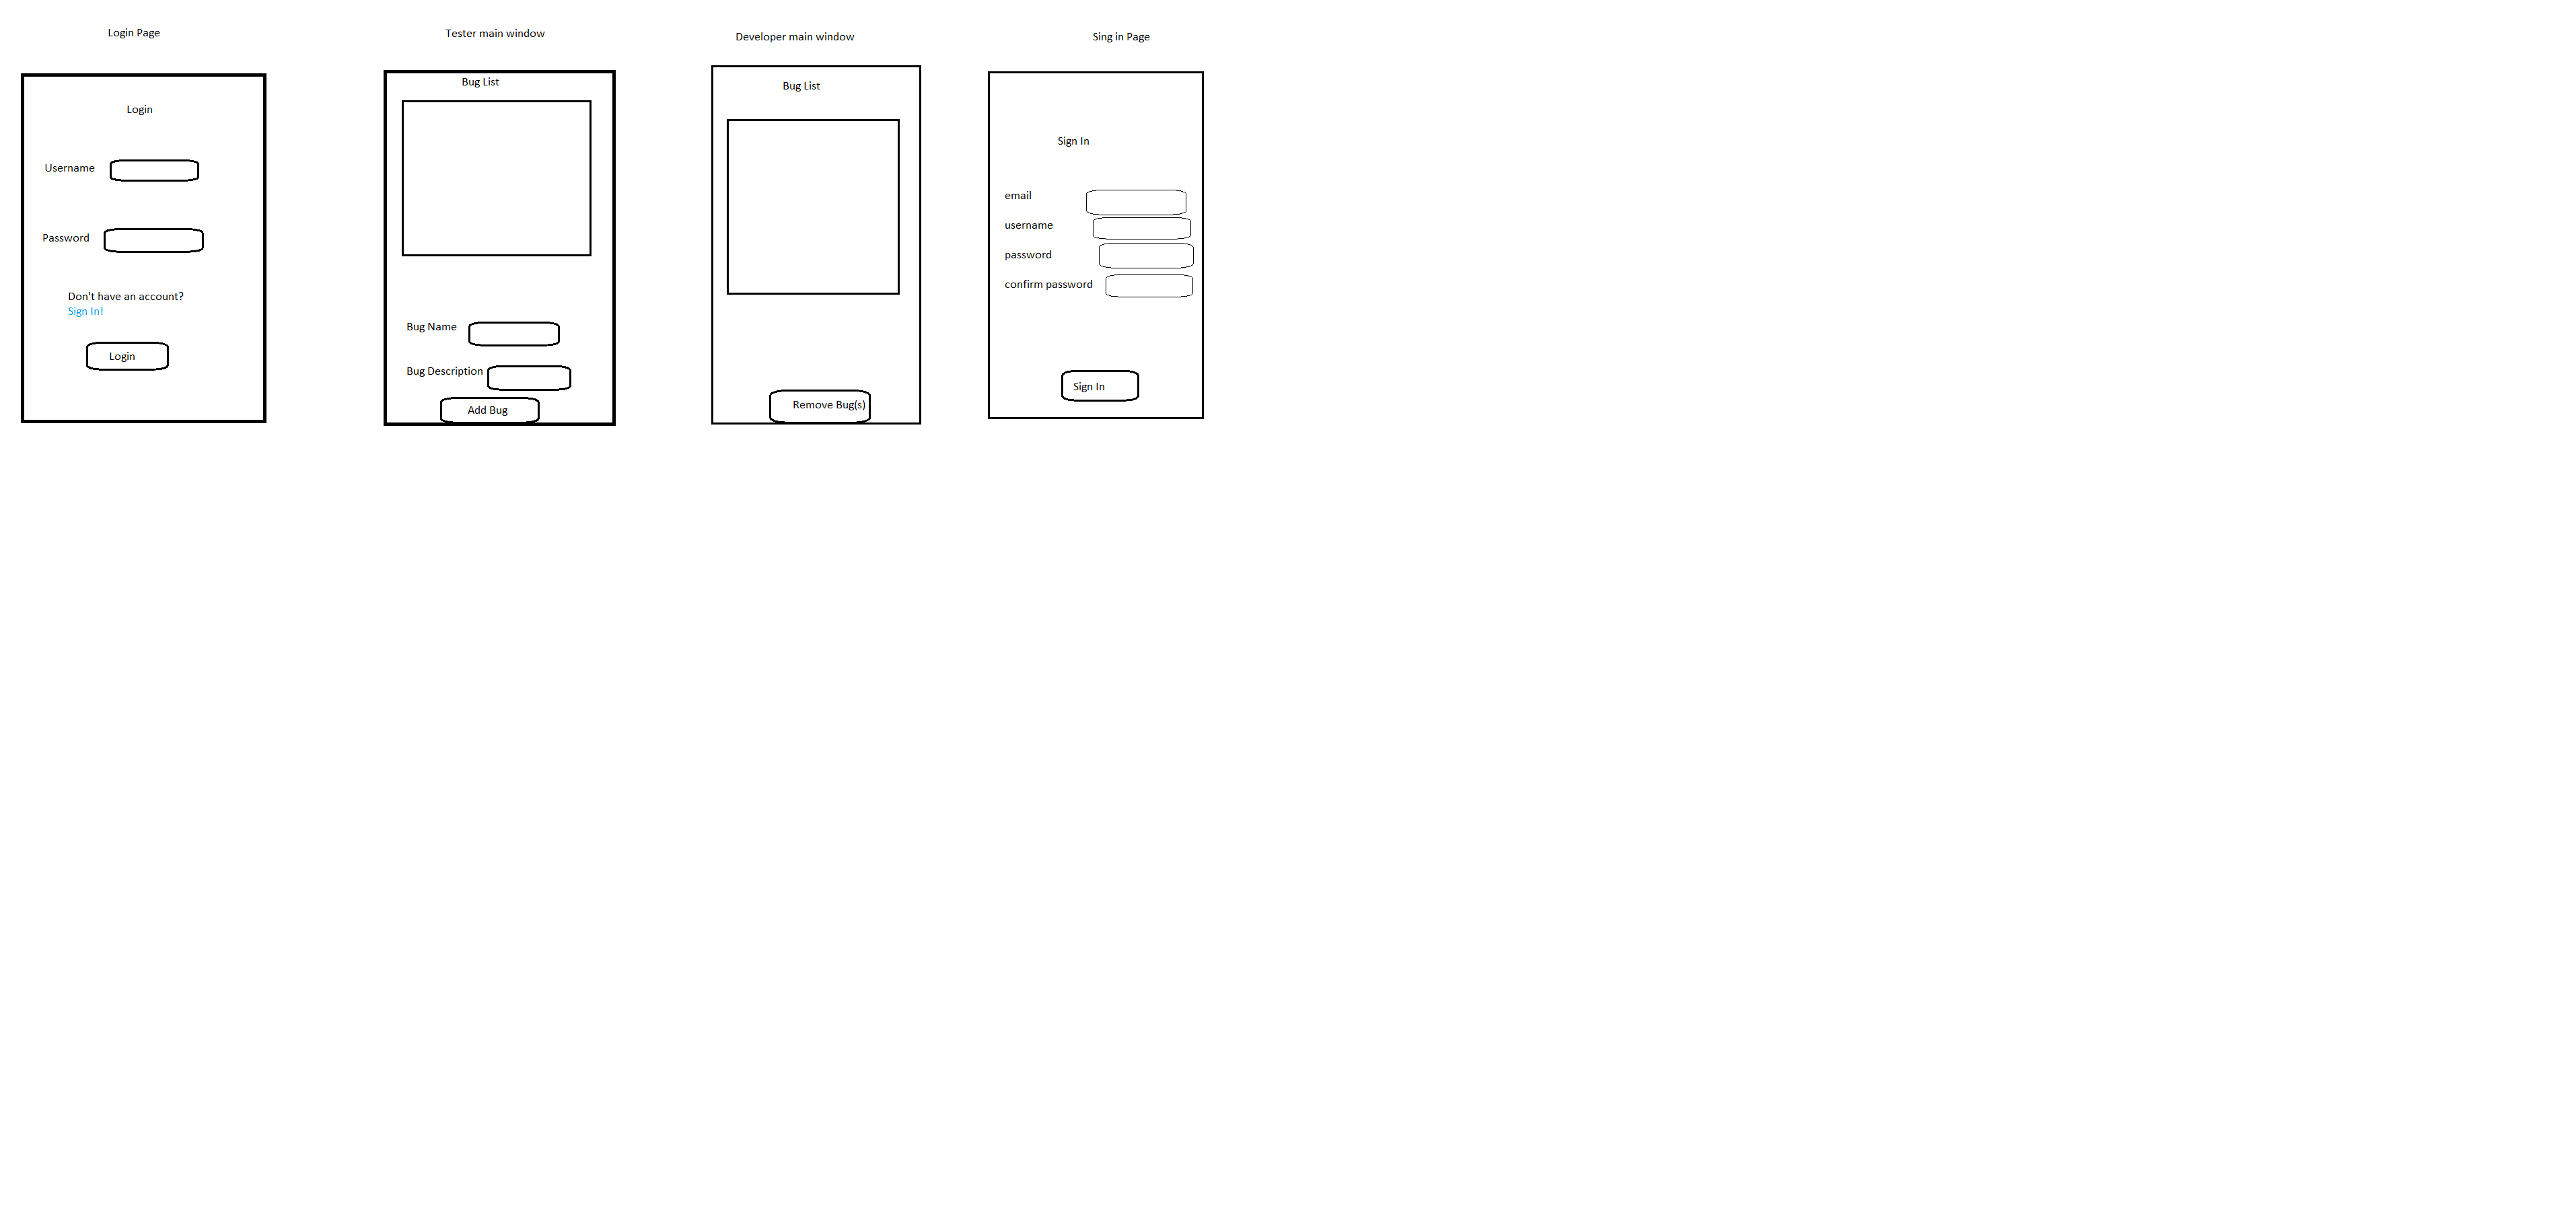 Login Page
Login
Username
Password
Don't have an account?
Sign In!
Login
Tester main window
Bug List
Bug Name
Bug Description
Add Bug
Developer main window
Bug List
Remove Bug(s)
Sing in Page
Sign In
email
username
password
confirm password
Sign In